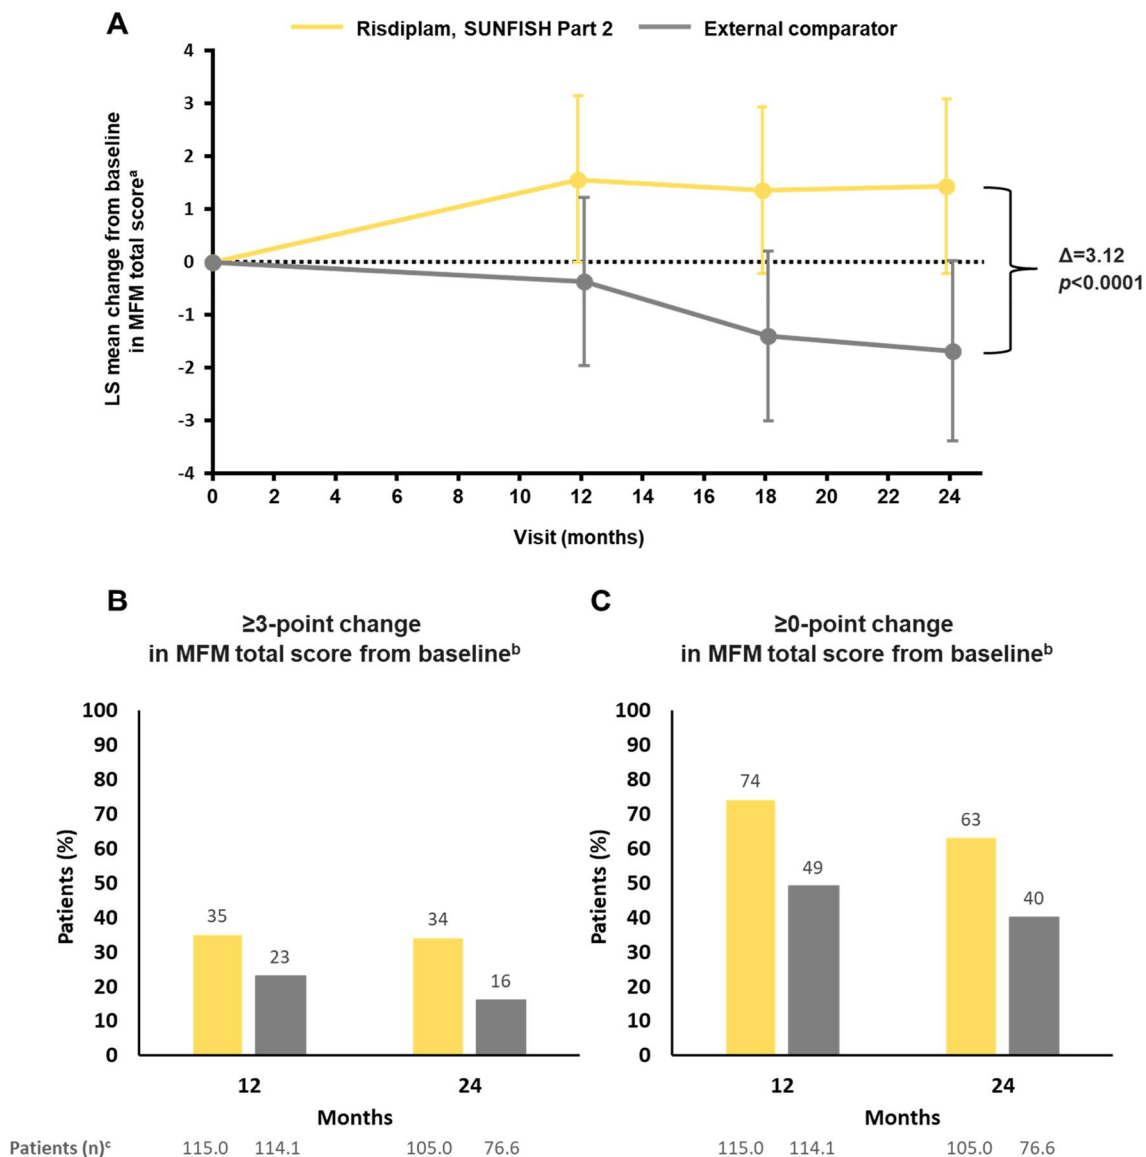 A
Risdiplam, SUNFISH Part 2
External comparator
4
3
2
1
0
-1
-2
-3
-4
LS mean change from baseline
in MFM total scoreᵃ
0 2 4 6 8 10 12 14 16 18 20 22 24
Visit (months)
Δ=3.12
p<0.0001
B
≥3-point change
in MFM total score from baselineᵇ
100
90
80
70
60
50
40
30
20
10
0
Patients (%)
35
23
34
16
12 24
Months
C
≥0-point change
in MFM total score from baselineᵇ
100
90
80
70
60
50
40
30
20
10
0
Patients (%)
74
49
63
40
12 24
Months
Patients (n)ᶜ 115.0 114.1 105.0 76.6 115.0 114.1 105.0 76.6